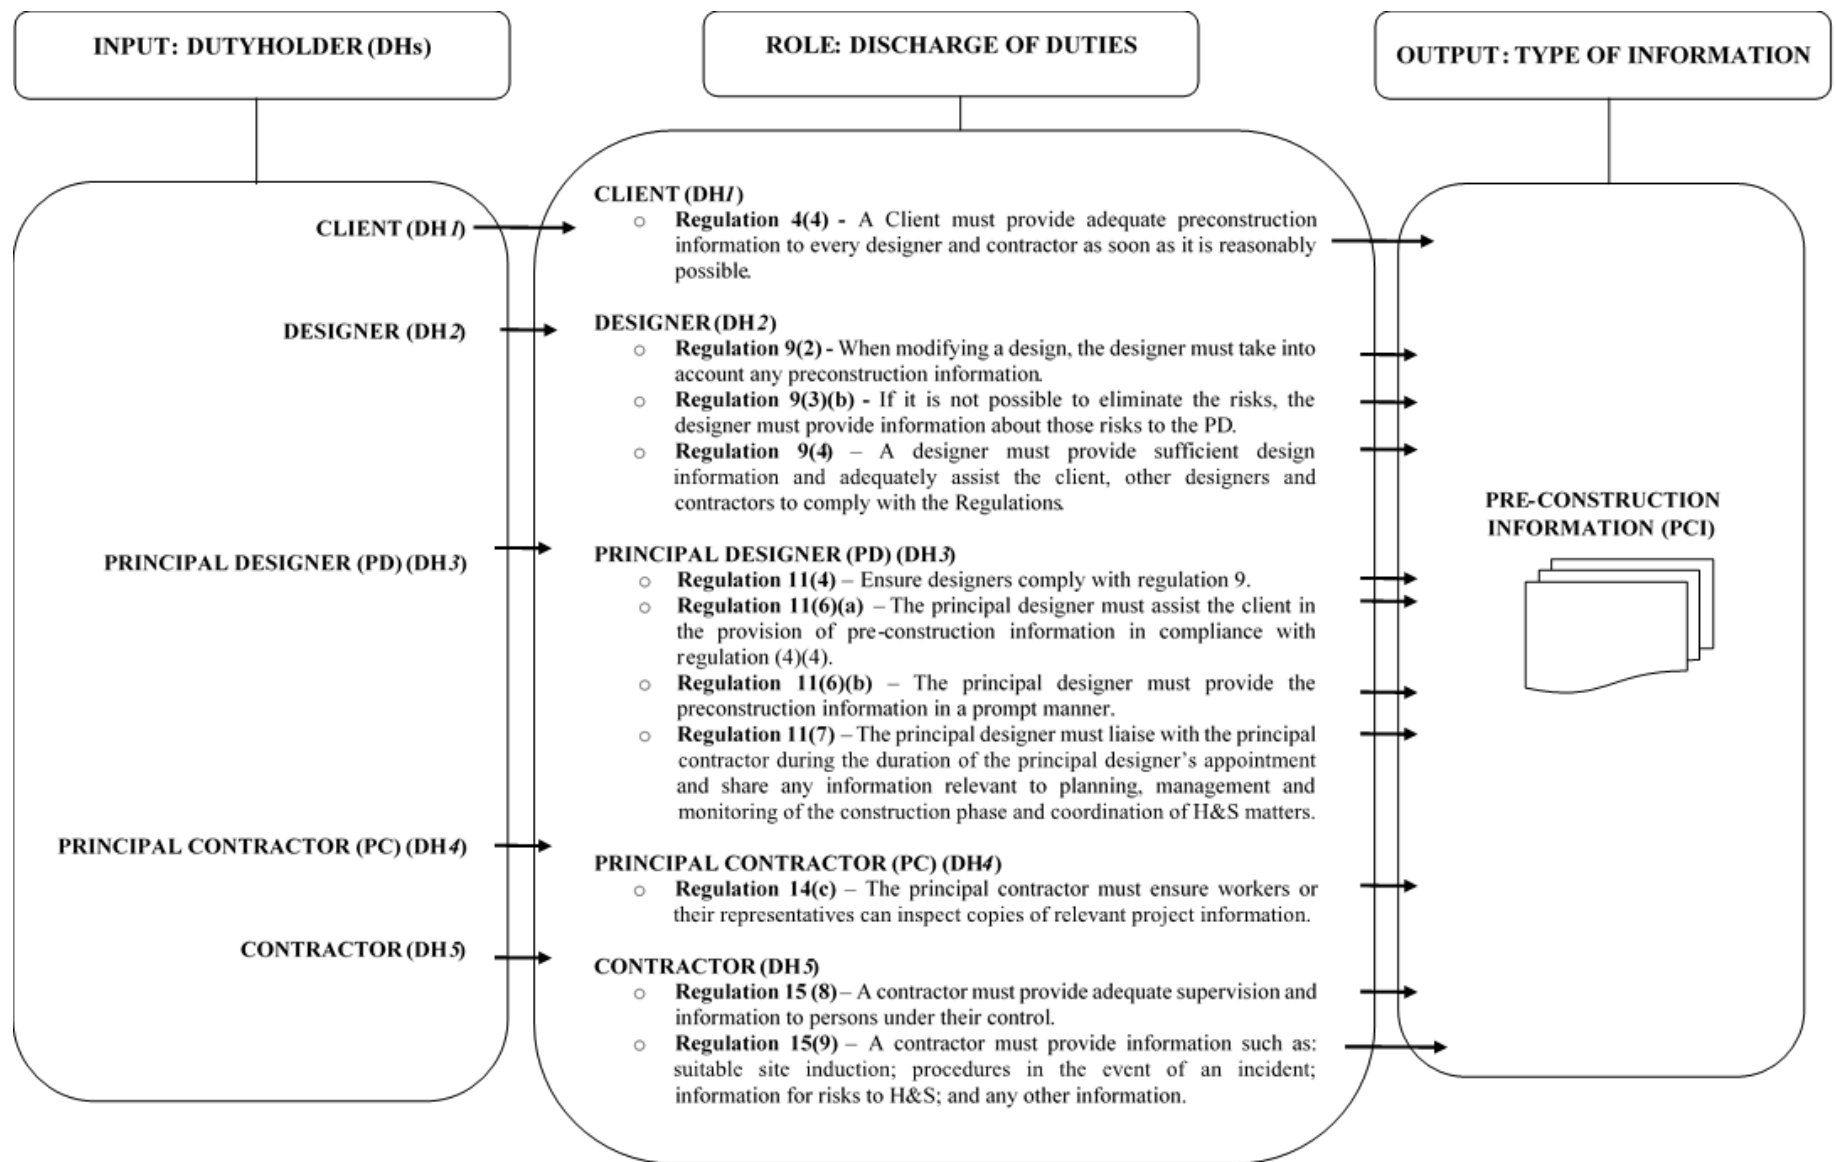 INPUT: DUTYHOLDER (DHs)
ROLE: DISCHARGE OF DUTIES
OUTPUT: TYPE OF INFORMATION
CLIENT (DH1)
DESIGNER (DH2)
PRINCIPAL DESIGNER (PD) (DH3)
PRINCIPAL CONTRACTOR (PC) (DH4)
CONTRACTOR (DH5)
CLIENT (DH1)
o Regulation 4(4) - A Client must provide adequate preconstruction
information to every designer and contractor as soon as it is reasonably
possible.
DESIGNER (DH2)
o Regulation 9(2) - When modifying a design, the designer must take into
account any preconstruction information.
o Regulation 9(3)(b) - If it is not possible to eliminate the risks, the
designer must provide information about those risks to the PD.
o Regulation 9(4) – A designer must provide sufficient design
information and adequately assist the client, other designers and
contractors to comply with the Regulations.
PRINCIPAL DESIGNER (PD) (DH3)
o Regulation 11(4) – Ensure designers comply with regulation 9.
o Regulation 11(6)(a) – The principal designer must assist the client in
the provision of pre-construction information in compliance with
regulation (4)(4).
o Regulation 11(6)(b) – The principal designer must provide the
preconstruction information in a prompt manner.
o Regulation 11(7) – The principal designer must liaise with the principal
contractor during the duration of the principal designer's appointment
and share any information relevant to planning, management and
monitoring of the construction phase and coordination of H&S matters.
PRINCIPAL CONTRACTOR (PC) (DH4)
o Regulation 14(c) – The principal contractor must ensure workers or
their representatives can inspect copies of relevant project information.
CONTRACTOR (DH5)
o Regulation 15 (8) – A contractor must provide adequate supervision and
information to persons under their control.
o Regulation 15(9) – A contractor must provide information such as:
suitable site induction; procedures in the event of an incident;
information for risks to H&S; and any other information.
PRE-CONSTRUCTION
INFORMATION (PCI)